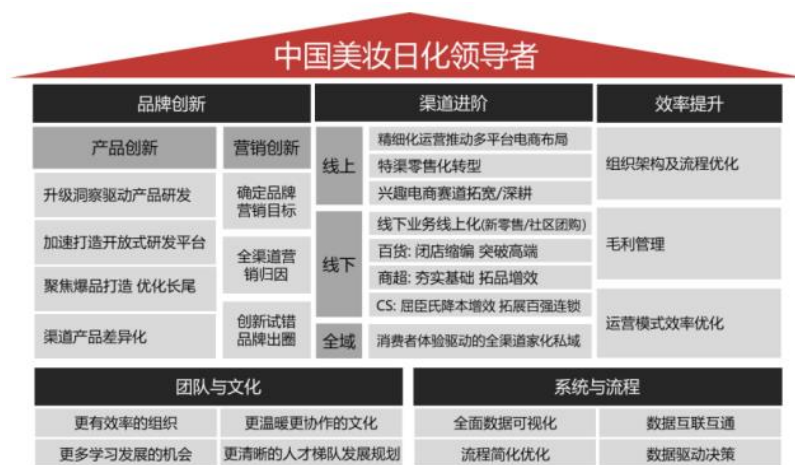 中国美妆日化领导者
品牌创新
渠道进阶
效率提升
产品创新
营销创新
升级洞察驱动产品研发
加速打造开放式研发平台
聚焦爆品打造 优化长尾
渠道产品差异化
确定品牌
营销目标
全渠道营
销归因
创新试错
品牌出圈
线上
精细化运营推动多平台电商布局
特渠零售化转型
兴趣电商赛道拓宽/深耕
线下
线下业务线上化(新零售/社区团购)
百货: 闭店缩编 突破高端
商超: 夯实基础 拓品增效
CS: 屈臣氏降本增效 拓展百强连锁
全域
消费者体验驱动的全渠道家化私域
组织架构及流程优化
毛利管理
运营模式效率优化
团队与文化
更有效率的组织
更温暖更协作的文化
更多学习发展的机会
更清晰的人才梯队发展规划
系统与流程
全面数据可视化
数据互联互通
流程简化优化
数据驱动决策